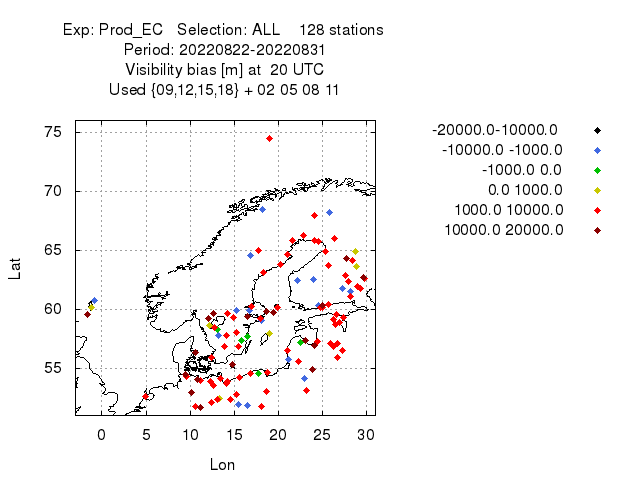 Exp: Prod_EC   Selection: ALL    128 stations
Period: 20220822-20220831
Visibility bias [m] at  20 UTC
Used {09,12,15,18} + 02 05 08 11
-20000.0-10000.0
-10000.0 -1000.0
-1000.0 0.0
0.0 1000.0
1000.0 10000.0
10000.0 20000.0
75
70
65
60
55
Lat
0 5 10 15 20 25 30
Lon